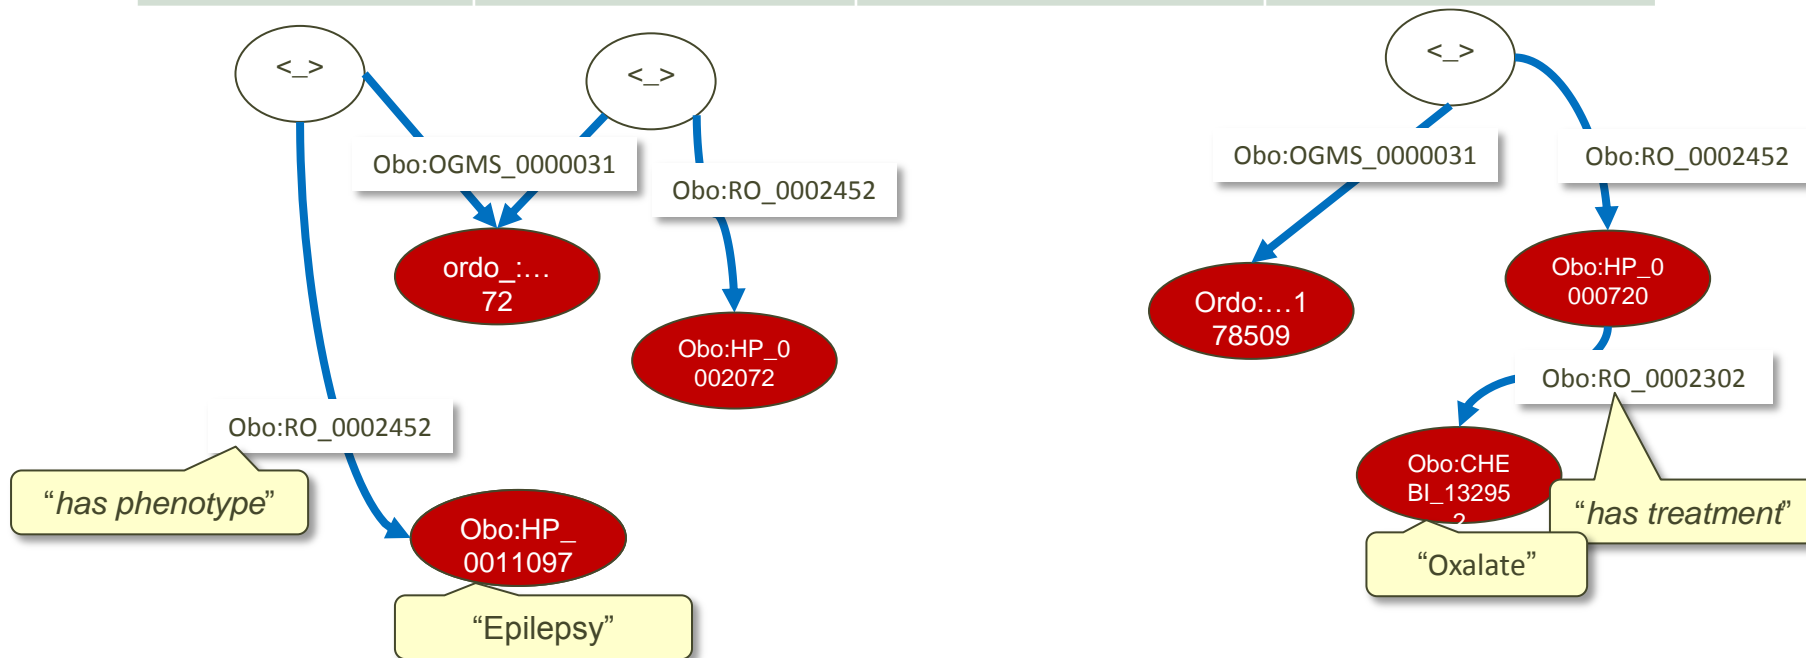 <_>
<_>
<_>
Obo:OGMS_0000031
Obo:RO_0002452
Obo:OGMS_0000031
Obo:RO_0002452
ordo_:...
72
Obo:HP_0
002072
Ordo:...1
78509
Obo:HP_0
000720
Obo:RO_0002302
Obo:RO_0002452
“has phenotype”
Obo:HP_
0011097
“Epilepsy”
Obo:CHE
BI_13295
2
“has treatment”
“Oxalate”